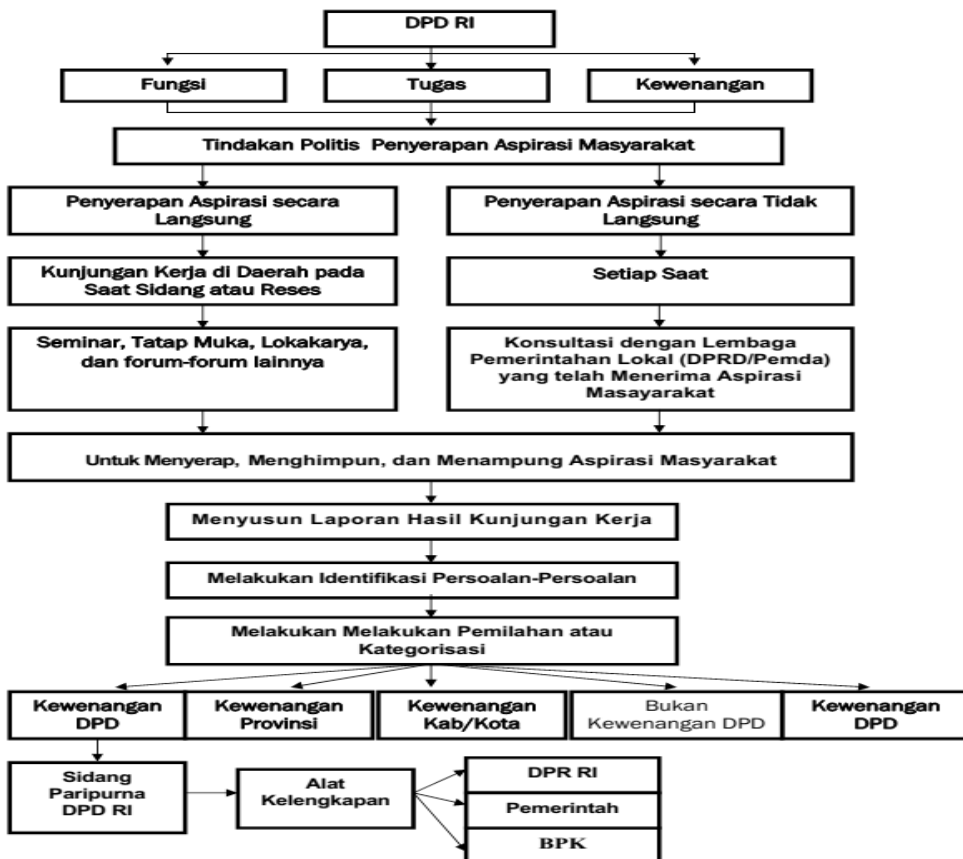 DPD RI
Fungsi
Tugas
Kewenangan
Tindakan Politis Penyerapan Aspirasi Masyarakat
Penyerapan Aspirasi secara
Langsung
Penyerapan Aspirasi secara Tidak
Langsung
Kunjungan Kerja di Daerah pada
Saat Sidang atau Reses
Setiap Saat
Seminar, Tatap Muka, Lokakarya,
dan forum-forum lainnya
Konsultasi dengan Lembaga
Pemerintahan Lokal (DPRD/Pemda)
yang telah Menerima Aspirasi
Masayarakat
Untuk Menyerap, Menghimpun, dan Menampung Aspirasi Masyarakat
Menyusun Laporan Hasil Kunjungan Kerja
Melakukan Identifikasi Persoalan-Persoalan
Melakukan Melakukan Pemilahan atau
Kategorisasi
Kewenangan
DPD
Kewenangan
Provinsi
Kewenangan
Kab/Kota
Bukan
Kewenangan DPD
Kewenangan
DPD
Sidang
Paripurna
DPD RI
Alat
Kelengkapan
DPR RI
Pemerintah
BPK